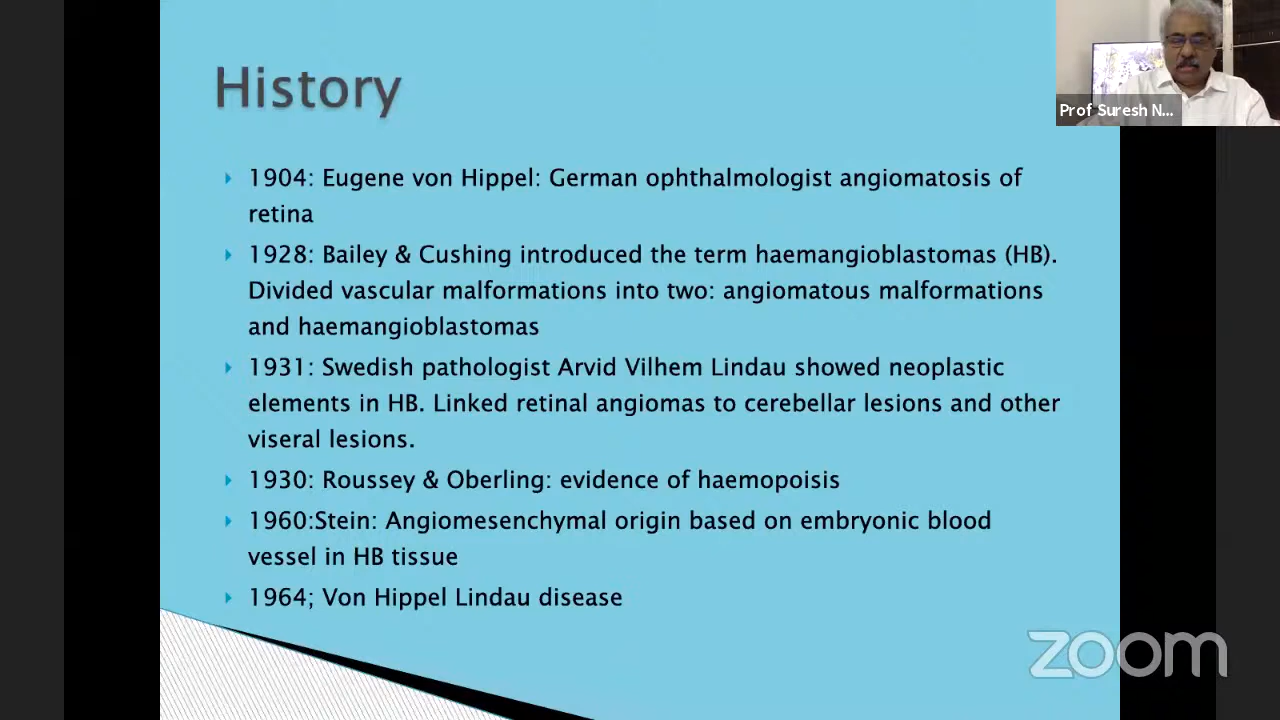 History
Prof Suresh N...
1904: Eugene von Hippel: German ophthalmologist angiomatosis of
retina
1928: Bailey & Cushing introduced the term haemangioblastomas (HB).
Divided vascular malformations into two: angiomatous malformations
and haemangioblastomas
1931: Swedish pathologist Arvid Vilhem Lindau showed neoplastic
elements in HB. Linked retinal angiomas to cerebellar lesions and other
viseral lesions.
1930: Roussey & Oberling: evidence of haemopoisis
1960:Stein: Angiomesenchymal origin based on embryonic blood
vessel in HB tissue
1964; Von Hippel Lindau disease
zoom